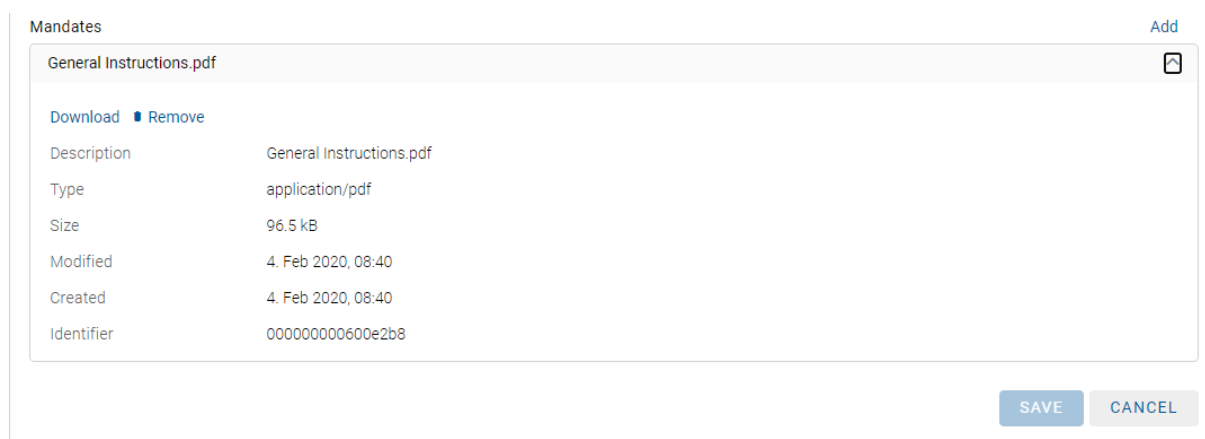 Mandates Add
General Instructions.pdf
Download Remove
Description General Instructions.pdf
Type application/pdf
Size 96.5 kB
Modified 4. Feb 2020, 08:40
Created 4. Feb 2020, 08:40
Identifier 000000000600e2b8
SAVE CANCEL